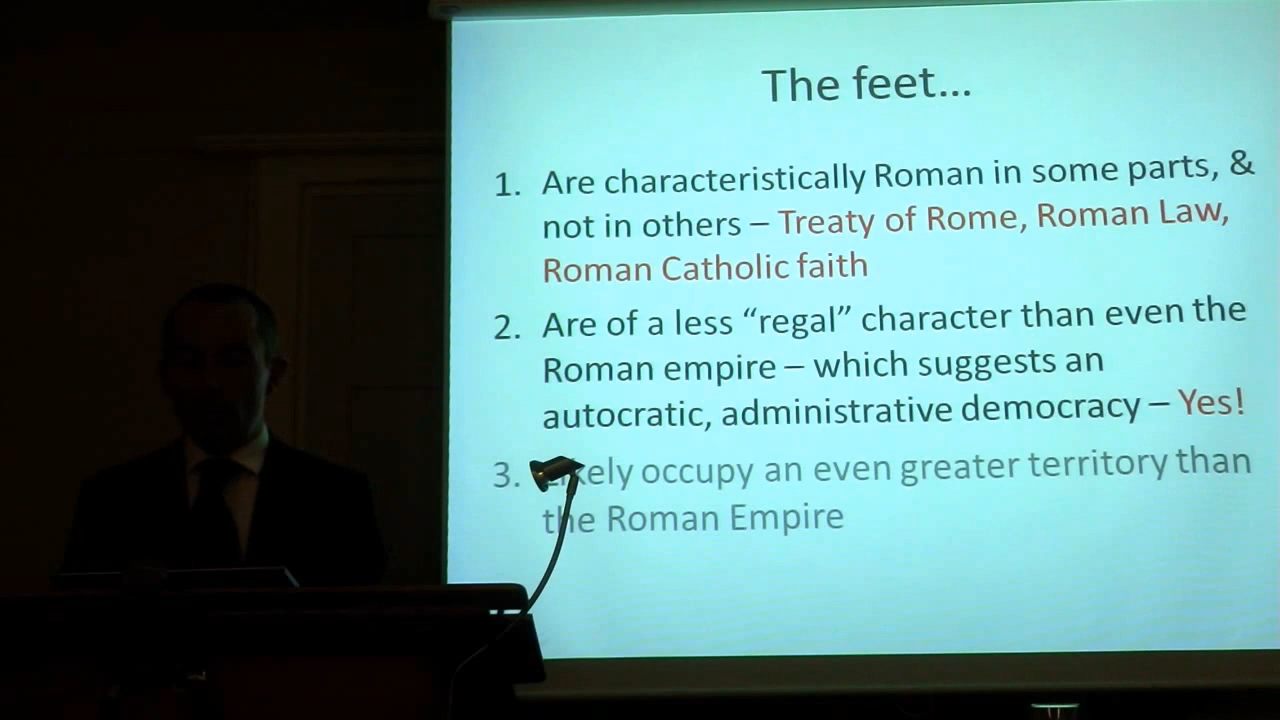 The feet...
1. Are characteristically Roman in some parts, &
not in others – Treaty of Rome, Roman Law,
Roman Catholic faith
2. Are of a less “regal” character than even the
Roman empire – which suggests an
autocratic, administrative democracy – Yes!
3. Likely occupy an even greater territory than
the Roman Empire